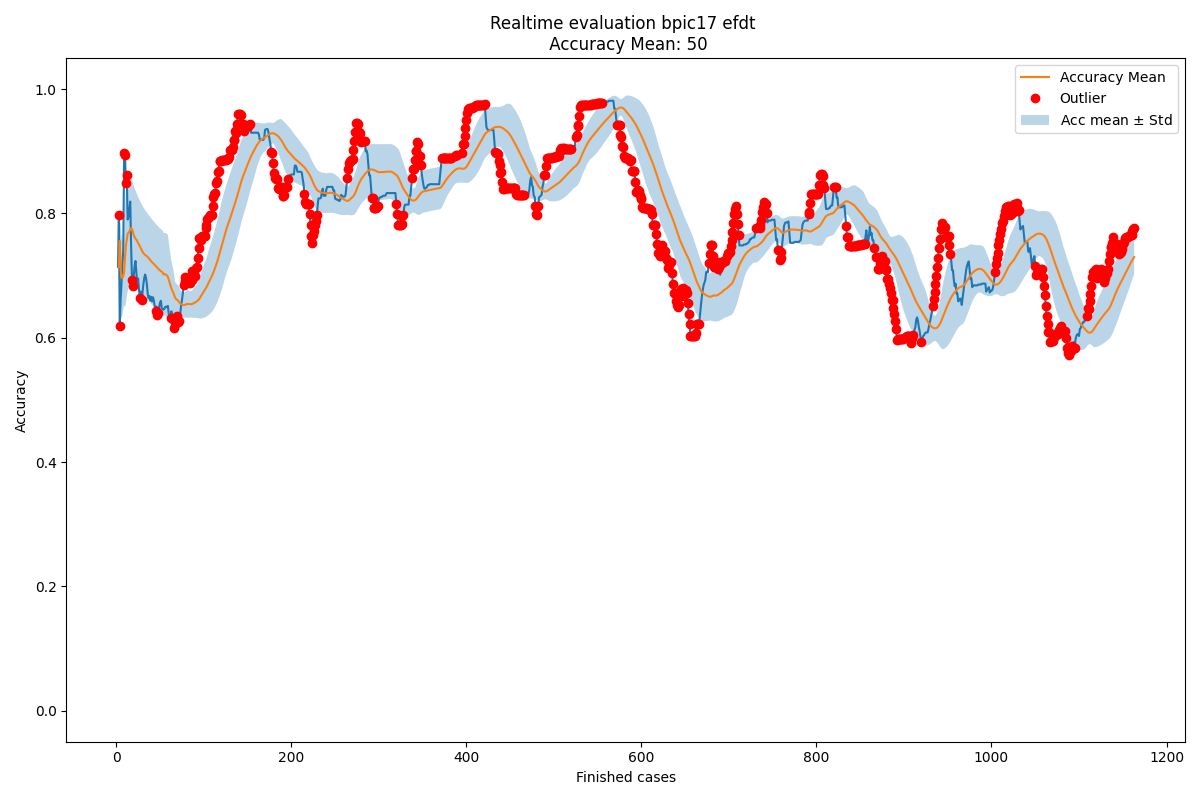 Realtime evaluation bpic17 efdt
Accuracy Mean: 50
Accuracy Mean
Outlier
Acc mean ± Std
Accuracy
1.0
0.8
0.6
0.4
0.2
0.0
0 200 400 600 800 1000 1200
Finished cases